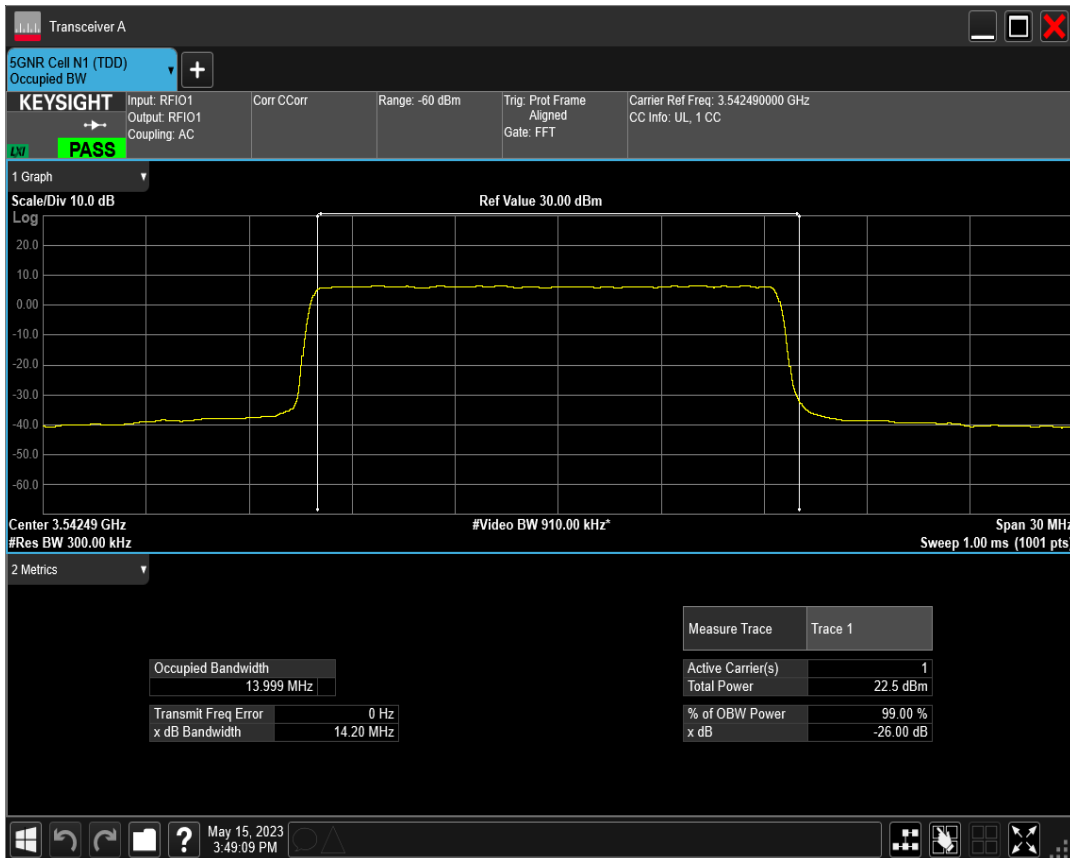 Transceiver A
5GNR Cell N1 (TDD)
Occupied BW
KEYSIGHT
LXI
PASS
Input: RFIO1
Output: RFIO1
Coupling: AC
Corr CCorr
Range: -60 dBm
Trig: Prot Frame
Aligned
Gate: FFT
Carrier Ref Freq: 3.542490000 GHz
CC Info: UL, 1 CC
1 Graph
Scale/Div 10.0 dB
Ref Value 30.00 dBm
Log
20.0
10.0
0.00
-10.0
-20.0
-30.0
-40.0
-50.0
-60.0
Center 3.54249 GHz
#Video BW 910.00 kHz*
Span 30 MHz
#Res BW 300.00 kHz
Sweep 1.00 ms (1001 pts)
2 Metrics
Measure Trace Trace 1
Occupied Bandwidth
13.999 MHz
Active Carrier(s) 1
Total Power 22.5 dBm
Transmit Freq Error 0 Hz
x dB Bandwidth 14.20 MHz
% of OBW Power 99.00 %
x dB -26.00 dB
?
May 15, 2023
3:49:09 PM